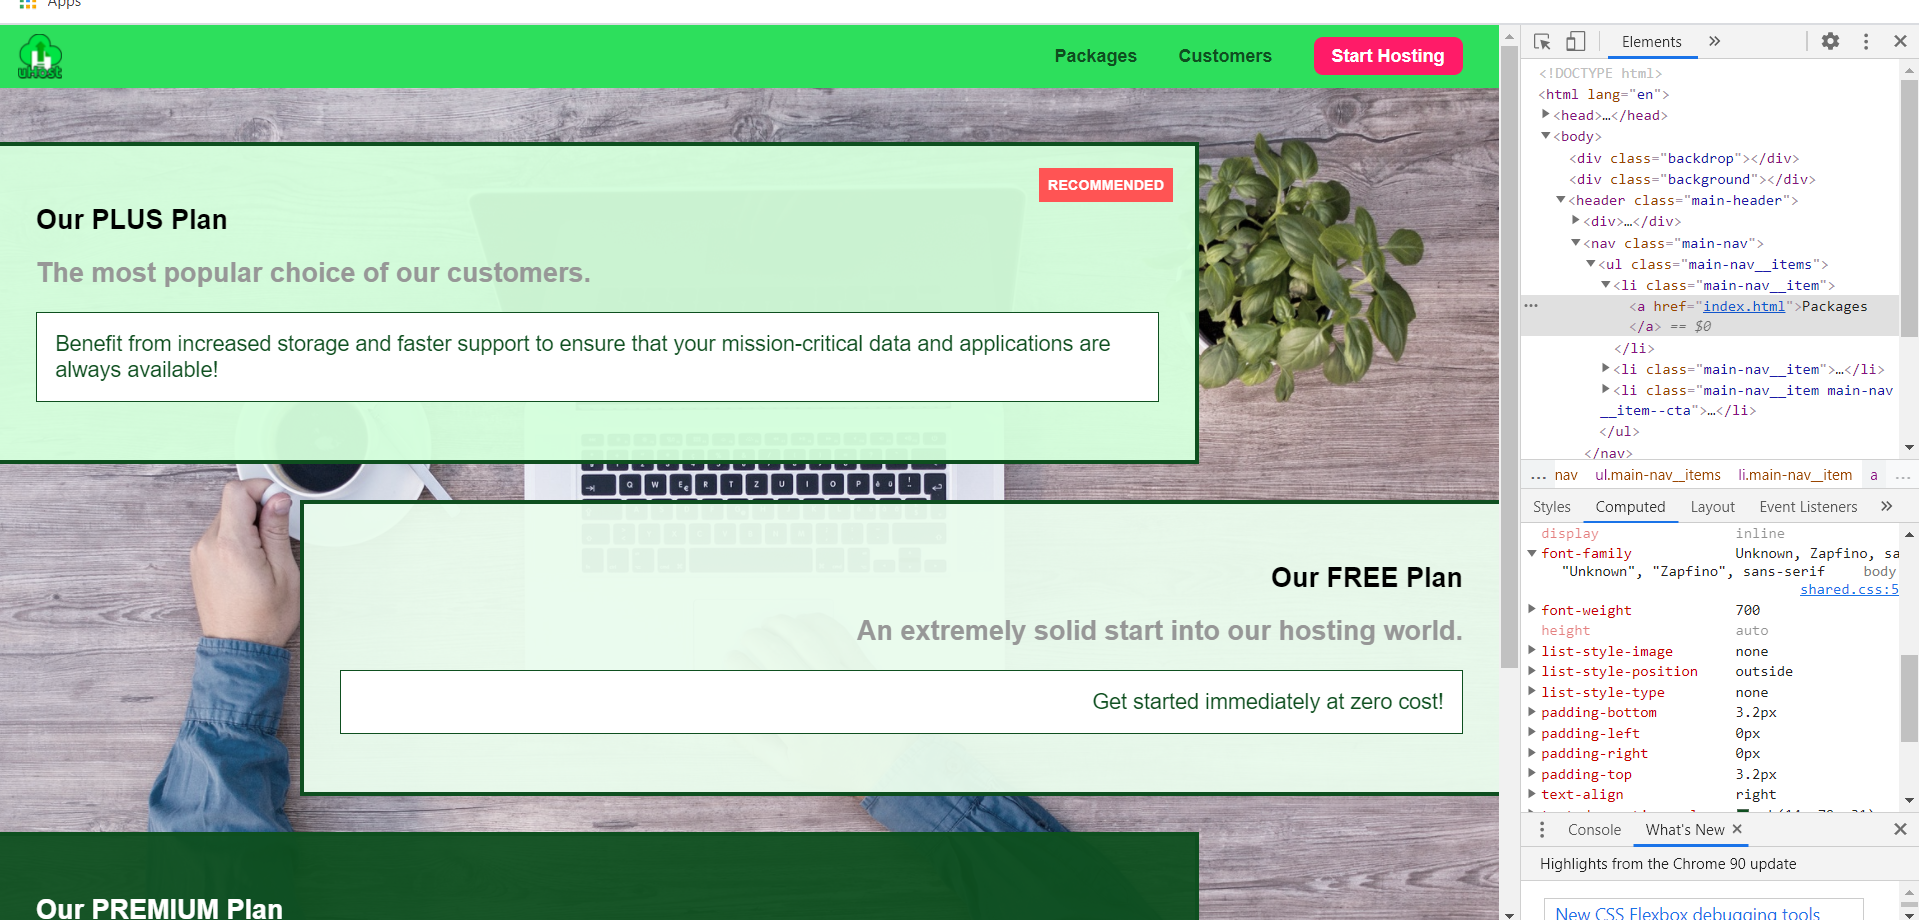 Apps
uHost
Packages Customers Start Hosting
RECOMMENDED
Our PLUS Plan
The most popular choice of our customers.
Benefit from increased storage and faster support to ensure that your mission-critical data and applications are
always available!
Our FREE Plan
An extremely solid start into our hosting world.
Get started immediately at zero cost!
Our PREMIUM Plan
Elements »
<!DOCTYPE html>
<html lang="en">
<head>…</head>
<body>
<div class="backdrop"></div>
<div class="background"></div>
<header class="main-header">
<div>…</div>
<nav class="main-nav">
<ul class="main-nav__items">
<li class="main-nav__item">
<a href="index.html">Packages
</a> == $0
</li>
<li class="main-nav__item">…</li>
<li class="main-nav__item main-nav
__item--cta">…</li>
</ul>
</nav>
… nav ul.main-nav__items li.main-nav__item a …
Styles Computed Layout Event Listeners »
display inline
font-family Unknown, Zapfino, sa
"Unknown", "Zapfino", sans-serif body
shared.css:5
font-weight 700
height auto
list-style-image none
list-style-position outside
list-style-type none
padding-bottom 3.2px
padding-left 0px
padding-right 0px
padding-top 3.2px
text-align right
Console What's New ×
Highlights from the Chrome 90 update
New CSS Flexbox debugging tools